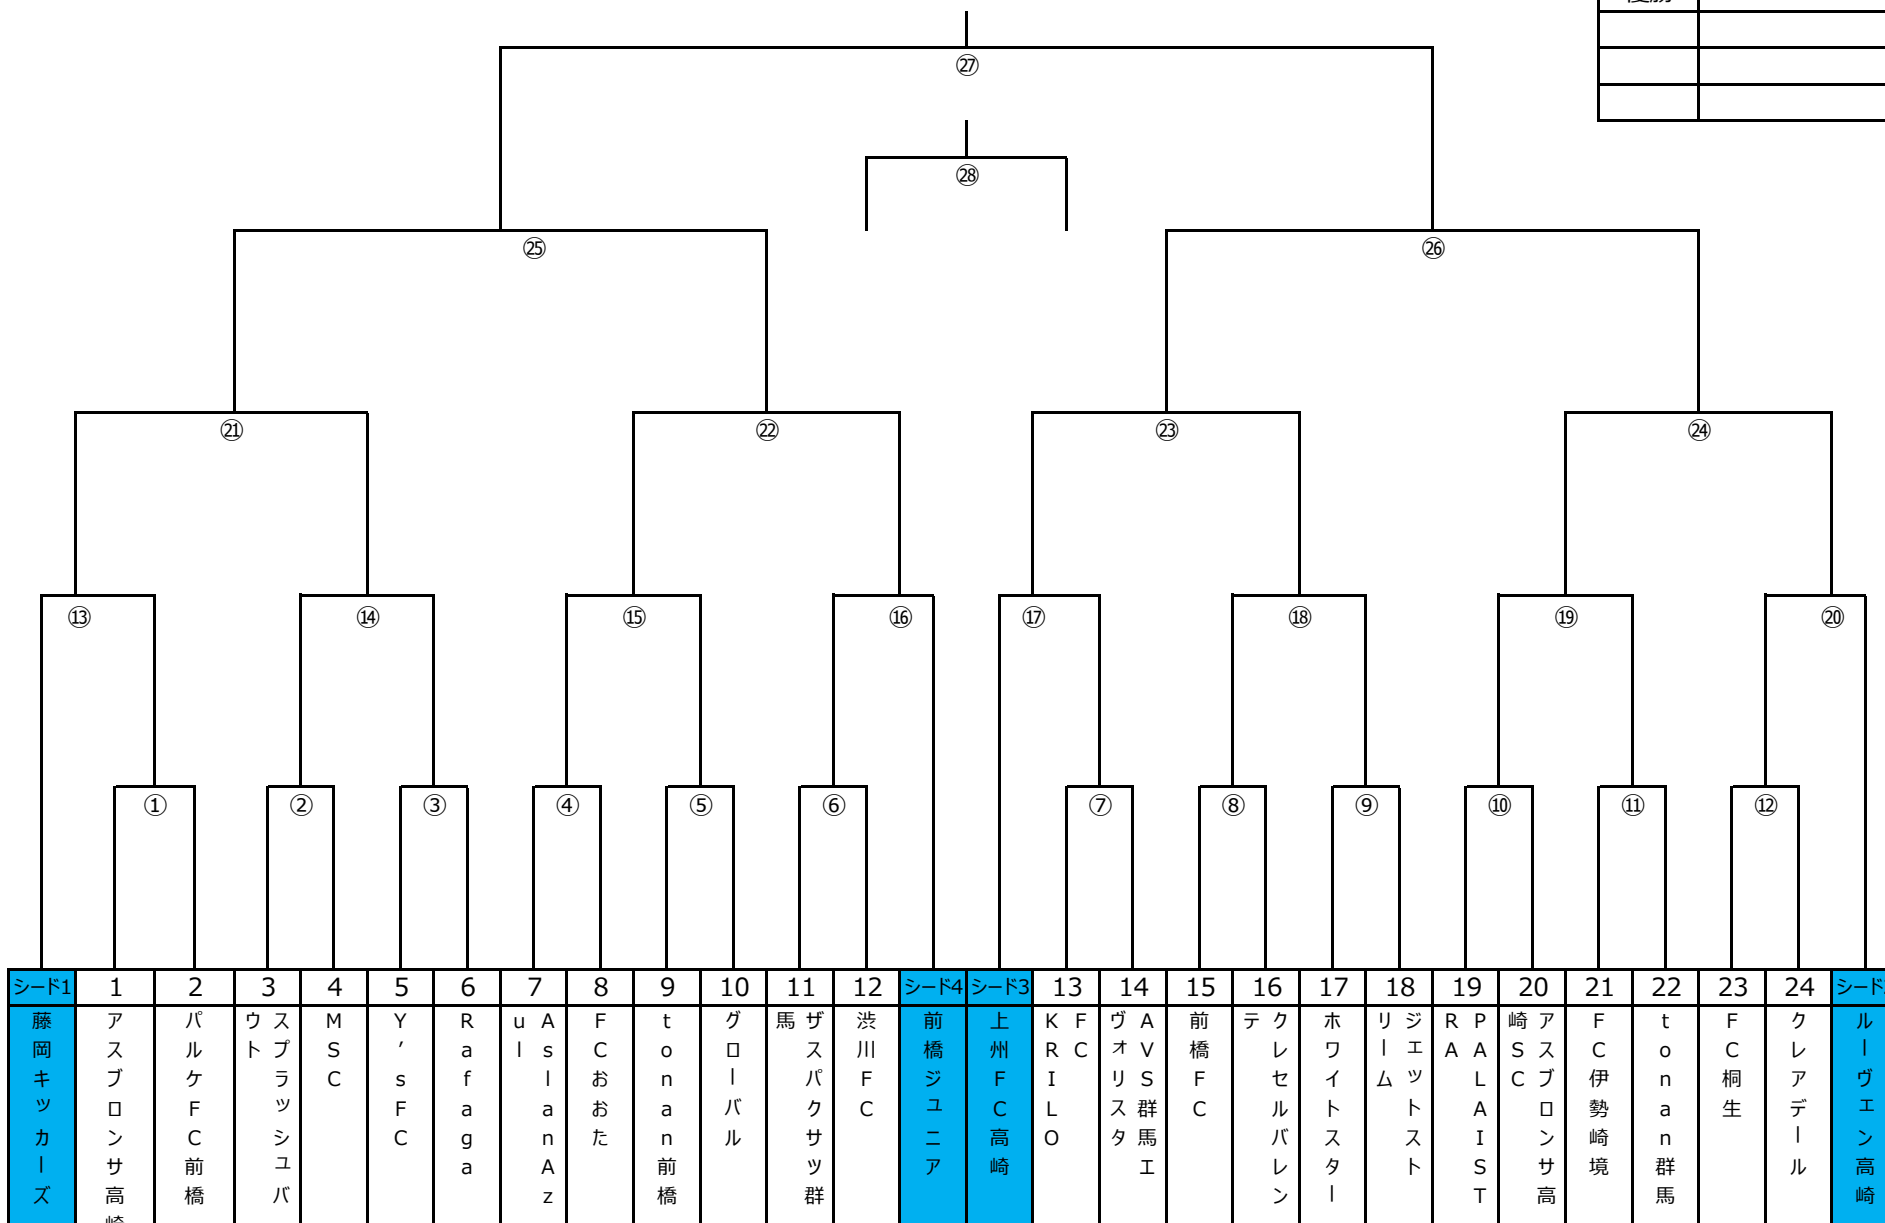 ㉗
㉘
㉕
㉖
㉑
㉒
㉓
㉔
⑬
⑭
⑮
⑯
⑰
⑱
⑲
⑳
①
②
③
④
⑤
⑥
⑦
⑧
⑨
⑩
⑪
⑫
シード1
1
2
3
4
5
6
7
8
9
10
11
12
シード4
シード3
13
14
15
16
17
18
19
20
21
22
23
24
シード
藤岡キッカーズ
アスブロンサ高崎
パルケFC前橋
スプラッシュバ
ウト
MSC
Y’sFC
Rafaga
AslanAz
ul
FCおおた
tonan前橋
グローバル
ザスパクサツ群
馬
渋川FC
前橋ジュニア
上州FC高崎
FC
KRILO
AVS群馬エ
ヴォリスタ
前橋FC
クレセルバレン
テ
ホワイトスター
ジェットスト
リーム
PALAIST
RA
アスブロンサ高
崎SC
FC伊勢崎境
tonan群馬
FC桐生
クレアデール
ルーヴェン高崎